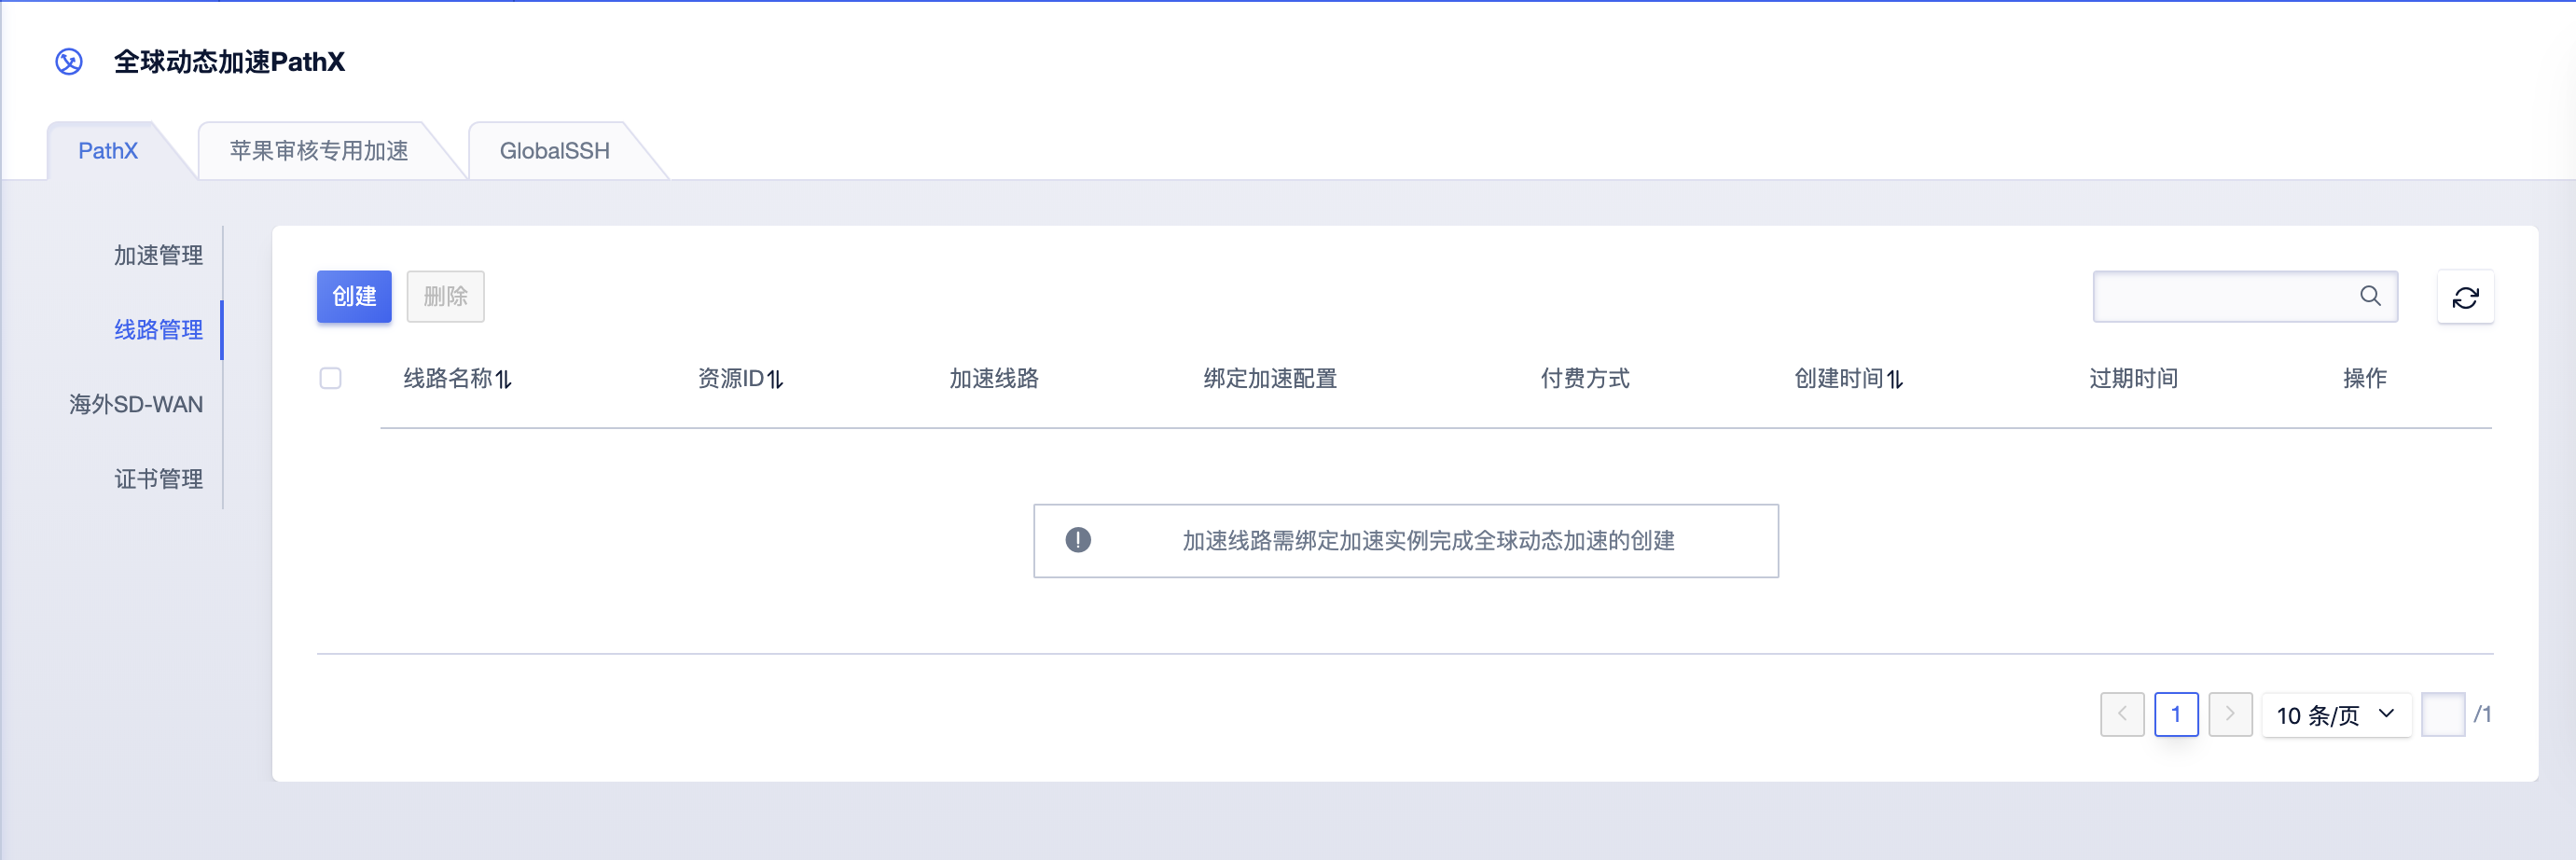 全球动态加速PathX
PathX
苹果审核专用加速
GlobalSSH
加速管理
线路管理
海外SD-WAN
证书管理
创建
删除
线路名称
资源ID
加速线路
绑定加速配置
付费方式
创建时间
过期时间
操作
加速线路需绑定加速实例完成全球动态加速的创建
1
10 条/页
/1